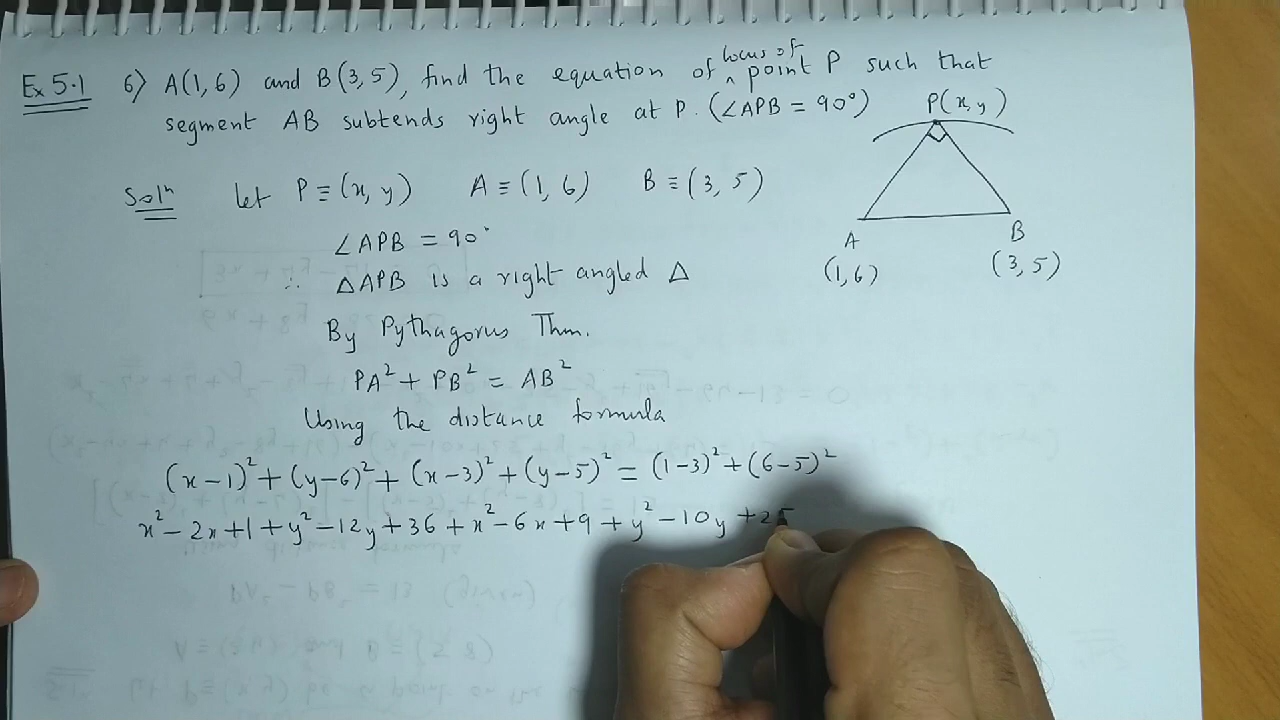 Ex 5.1 6) A(1,6) and B(3,5), find the equation of locus of point P such that
segment AB subtends right angle at P. (∠APB = 90°)
P(x, y)
Soln let P ≡ (x, y) A ≡ (1, 6) B ≡ (3, 5)
∠APB = 90°
A B
(1,6) (3,5)
∴ △APB is a right angled △
By Pythagorus Thm.
PA² + PB² = AB²
Using the distance formula
(x-1)² + (y-6)² + (x-3)² + (y-5)² = (1-3)² + (6-5)²
x² - 2x + 1 + y² - 12y + 36 + x² - 6x + 9 + y² - 10y + 25